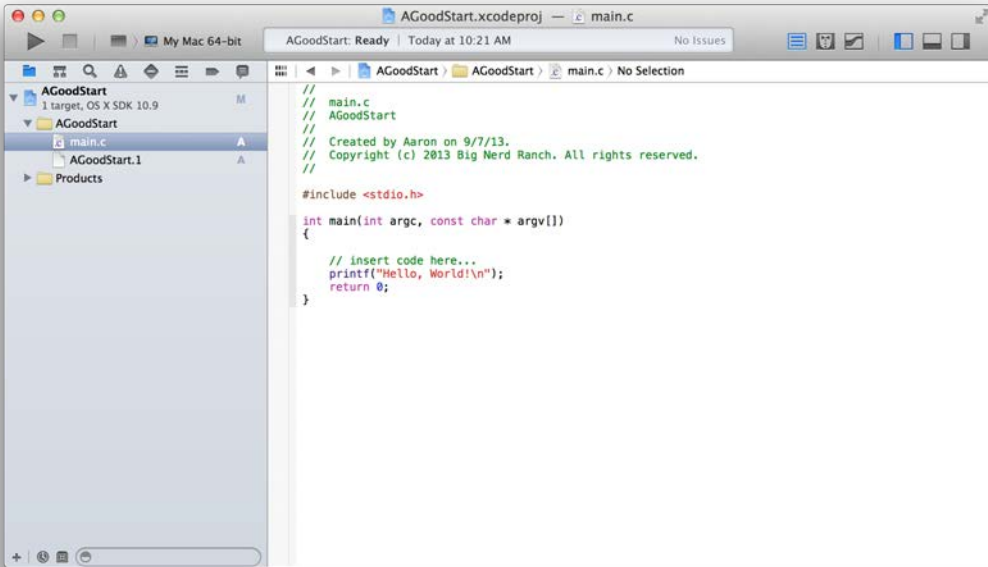 AGoodStart.xcodeproj — main.c
My Mac 64-bit
AGoodStart: Ready | Today at 10:21 AM
No Issues
AGoodStart
1 target, OS X SDK 10.9
M
AGoodStart
main.c
A
AGoodStart.1
A
Products
AGoodStart 〉 AGoodStart 〉 main.c 〉 No Selection
//
//  main.c
//  AGoodStart
//
//  Created by Aaron on 9/7/13.
//  Copyright (c) 2013 Big Nerd Ranch. All rights reserved.
//
#include <stdio.h>
int main(int argc, const char * argv[])
{
    // insert code here...
    printf("Hello, World!\n");
    return 0;
}